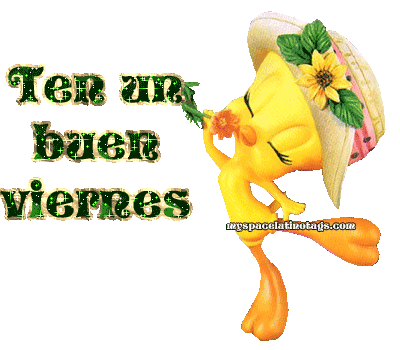 Ten un
buen
viernes
myspacelatinotags.com